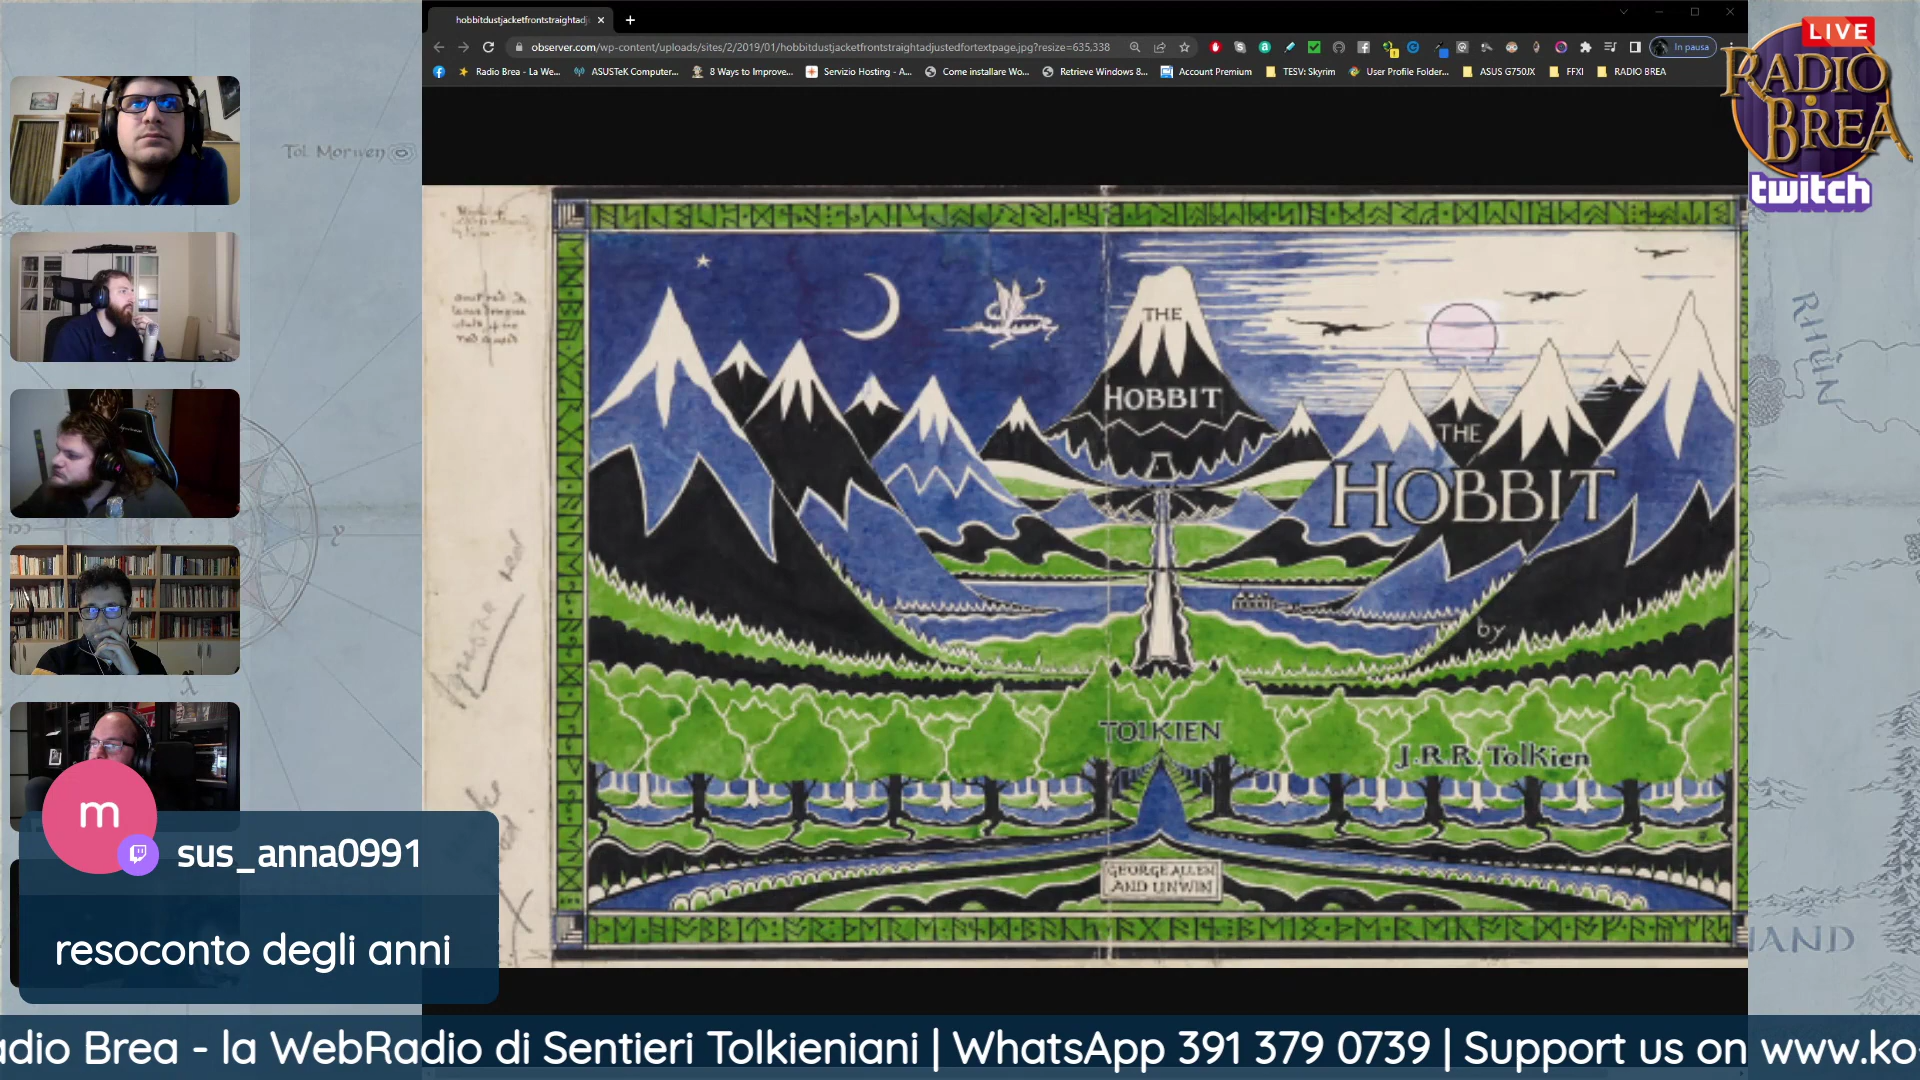 hobbitdustjacketfrontstraightadj
observer.com/wp-content/uploads/sites/2/2019/01/hobbitdustjacketfrontstraightadjustedfortextpage.jpg?resize=635,338
In pausa
Radio Brea - La We...
ASUSTeK Computer...
8 Ways to Improve...
Servizio Hosting - A...
Come installare Wo...
Retrieve Windows 8...
Account Premium
TESV: Skyrim
User Profile Folder...
ASUS G750JX
FFXI
RADIO BREA
LIVE
RADIO
BREA
twitch
Tol Morwen
RHÛN
THE
HOBBIT
THE
HOBBIT
by
TOLKIEN
J.R.R. Tolkien
GEORGE ALLEN
AND UNWIN
m
sus_anna0991
resoconto degli anni
adio Brea - la WebRadio di Sentieri Tolkieniani | WhatsApp 391 379 0739 | Support us on www.ko-